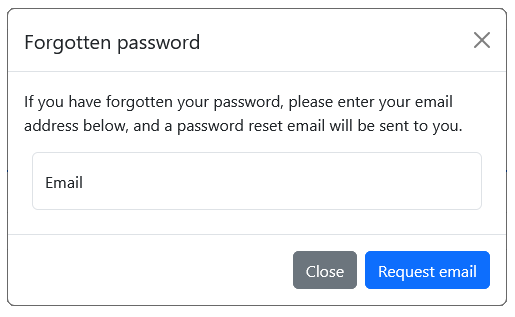 Forgotten password
If you have forgotten your password, please enter your email
address below, and a password reset email will be sent to you.
Email
Close
Request email